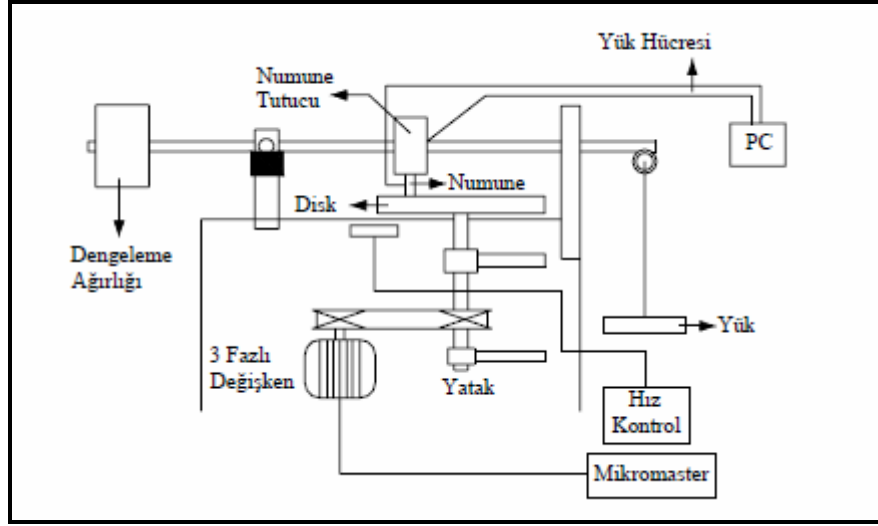 Yük Hücresi
Numune
Tutucu
PC
Numune
Disk
Dengeleme
Ağırlığı
Yük
3 Fazlı
Değişken
Yatak
Hız
Kontrol
Mikromaster